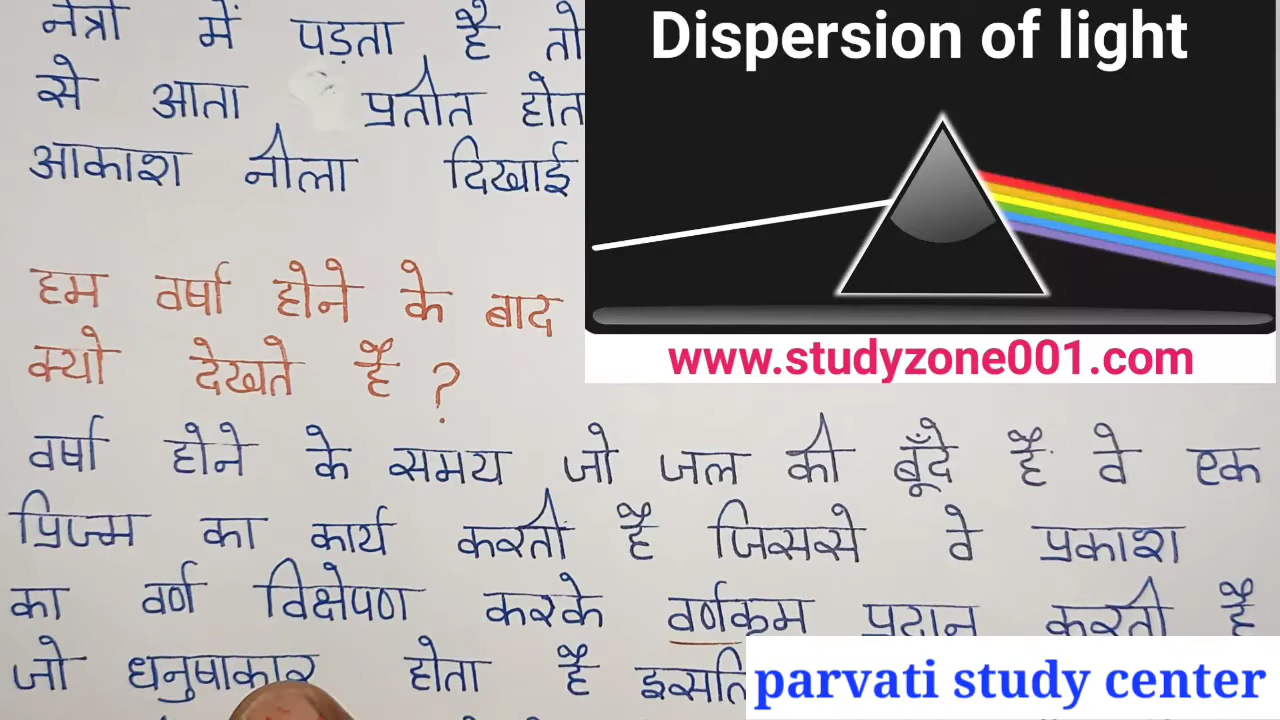 नेत्रों में पड़ता है तो
से आता प्रतीत होता
आकाश नीला दिखाई
Dispersion of light
www.studyzone001.com
हम वर्षा होने के बाद
क्यो देखते है ?
वर्षा होने के समय जो जल की बूँदे हैं वे एक
प्रिज्म का कार्य करती है जिससे वे प्रकाश
का वर्ण विक्षेपण करके वर्णक्रम प्रदान करती है
जो धनुषाकार होता है
parvati study center